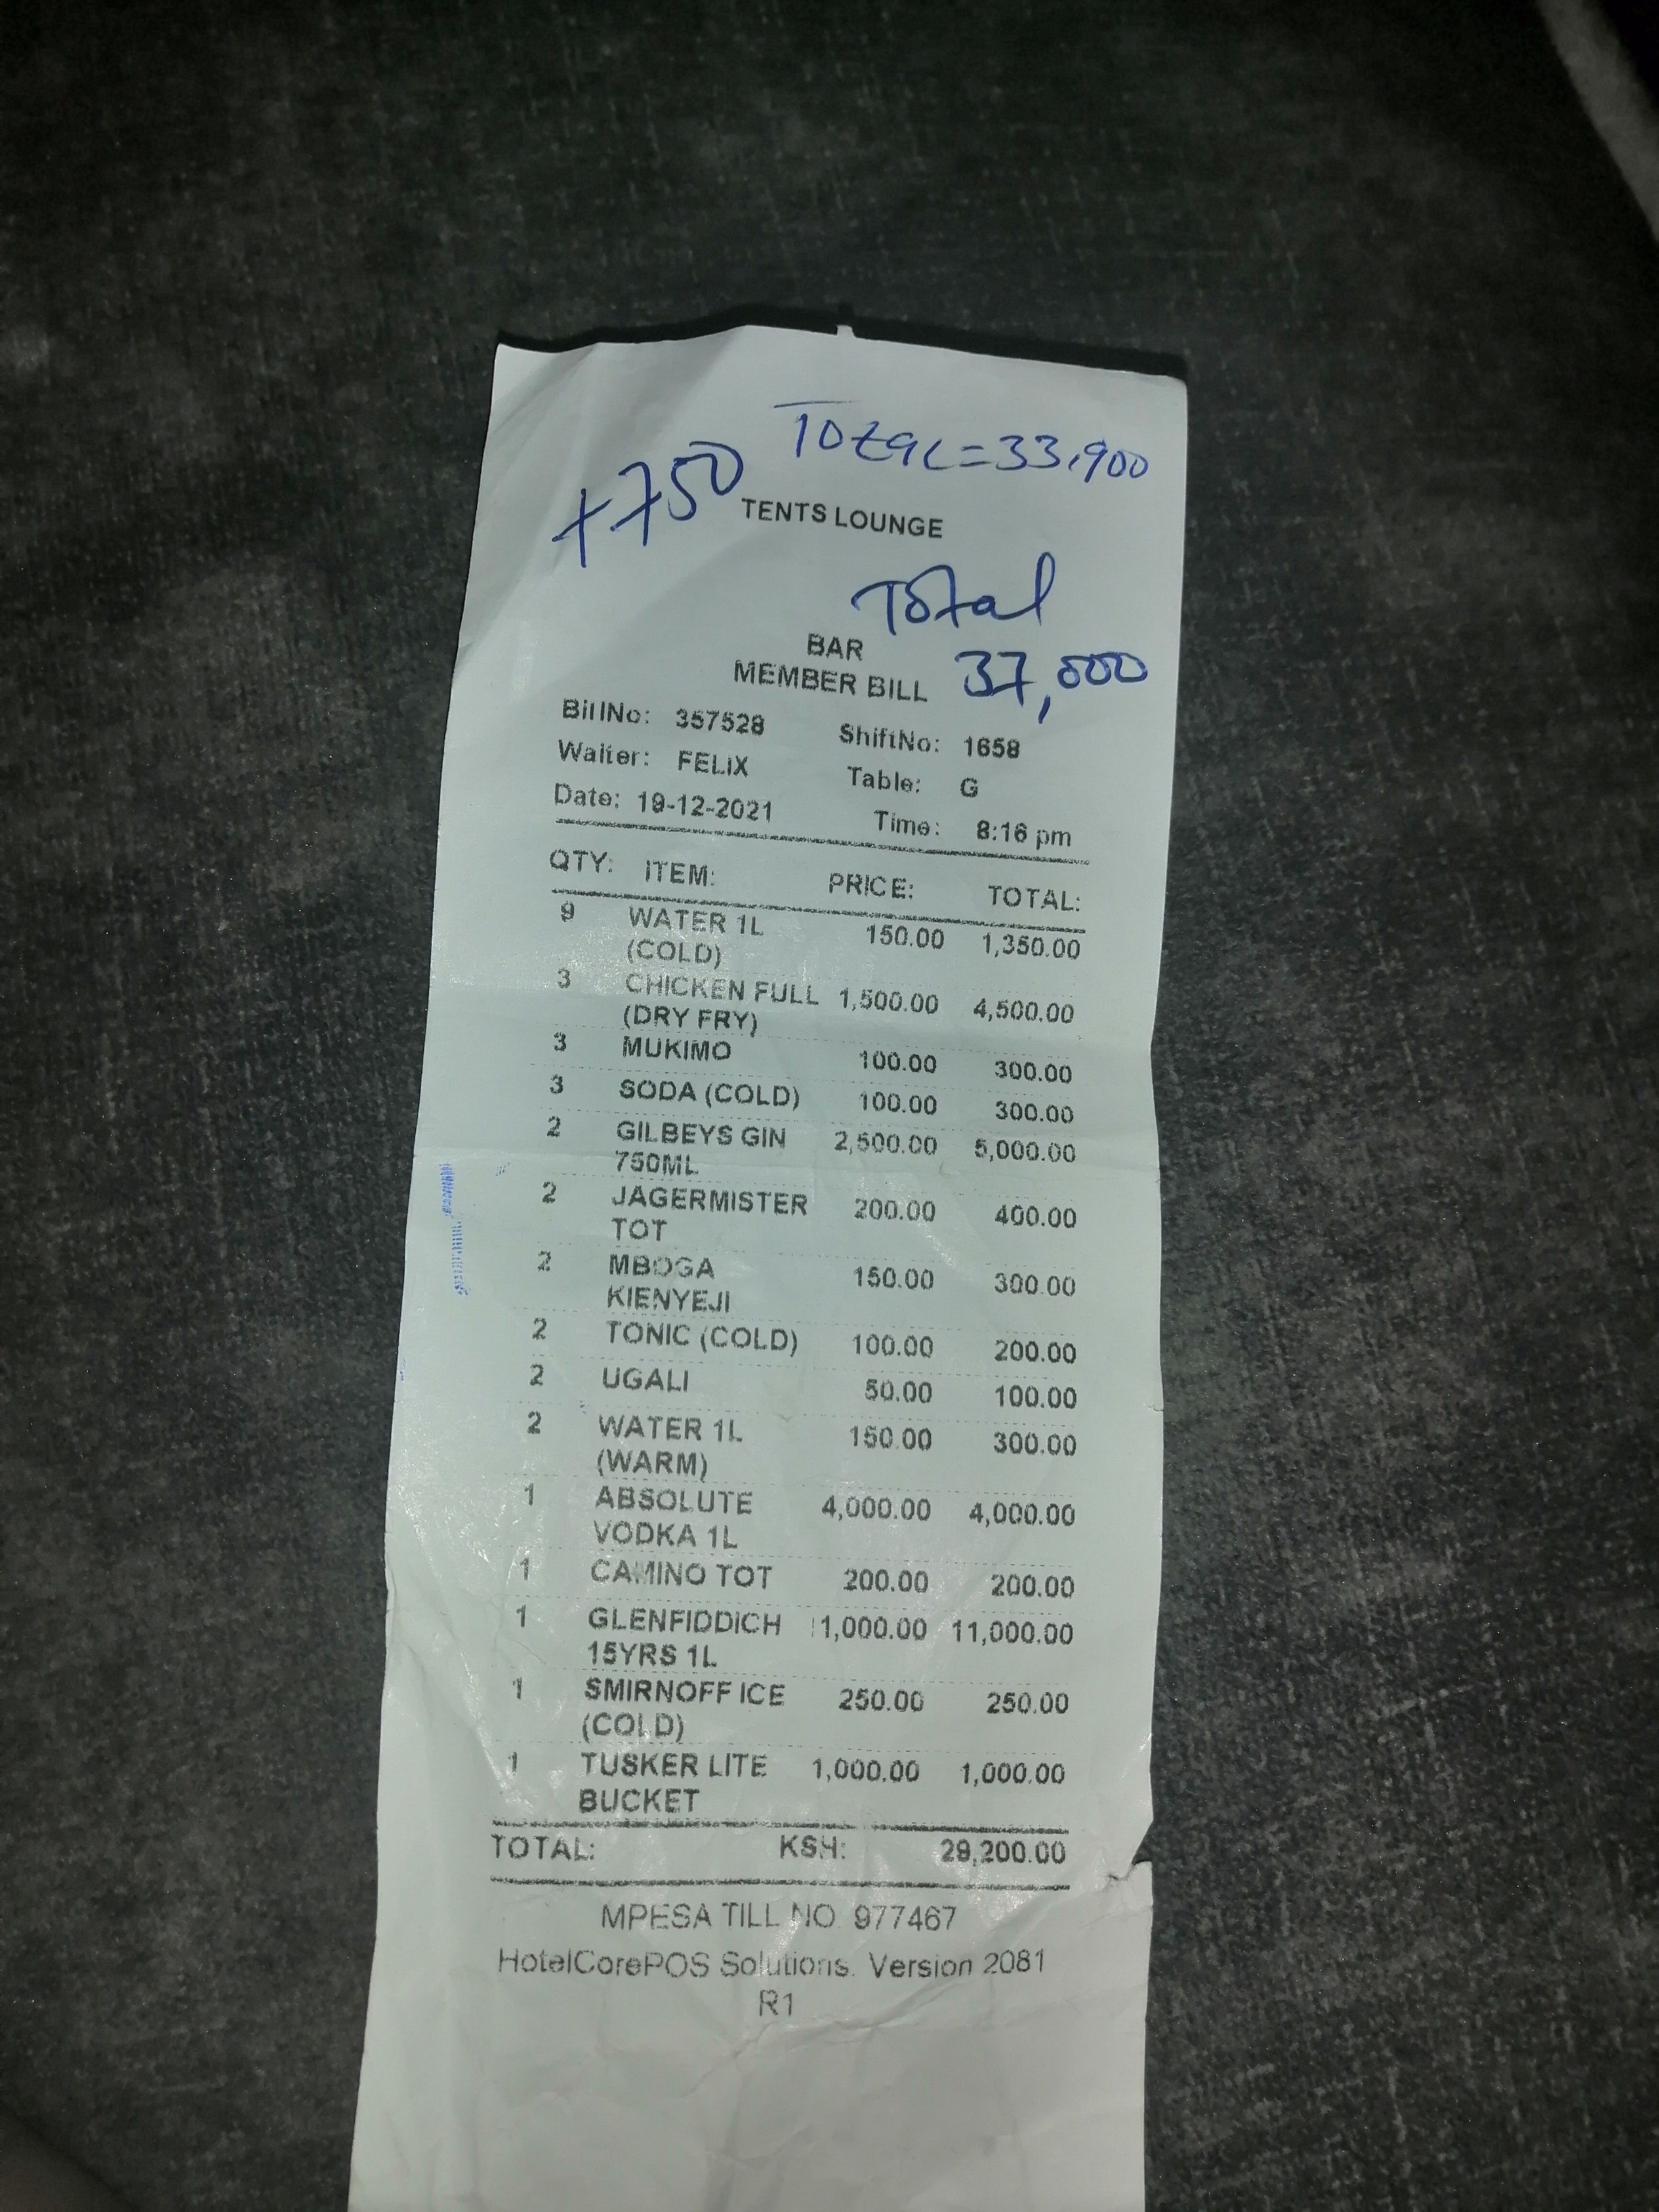 Total=33,900
+750
TENTS LOUNGE
Total
BAR
MEMBER BILL 37,000
BillNo: 357528 ShiftNo: 1658
Waiter: FELIX Table: G
Date: 19-12-2021 Time: 8:16 pm
QTY: ITEM: PRICE: TOTAL:
9 WATER 1L 150.00 1,350.00
(COLD)
3 CHICKEN FULL 1,500.00 4,500.00
(DRY FRY)
3 MUKIMO 100.00 300.00
3 SODA (COLD) 100.00 300.00
2 GILBEYS GIN 2,500.00 5,000.00
750ML
2 JAGERMISTER 200.00 400.00
TOT
2 MBOGA 150.00 300.00
KIENYEJI
2 TONIC (COLD) 100.00 200.00
2 UGALI 50.00 100.00
2 WATER 1L 150.00 300.00
(WARM)
1 ABSOLUTE 4,000.00 4,000.00
VODKA 1L
1 CAMINO TOT 200.00 200.00
1 GLENFIDDICH 11,000.00 11,000.00
15YRS 1L
1 SMIRNOFF ICE 250.00 250.00
(COLD)
1 TUSKER LITE 1,000.00 1,000.00
BUCKET
TOTAL: KSH: 29,200.00
MPESA TILL NO. 977467
HotelCorePOS Solutions. Version 2081
R1